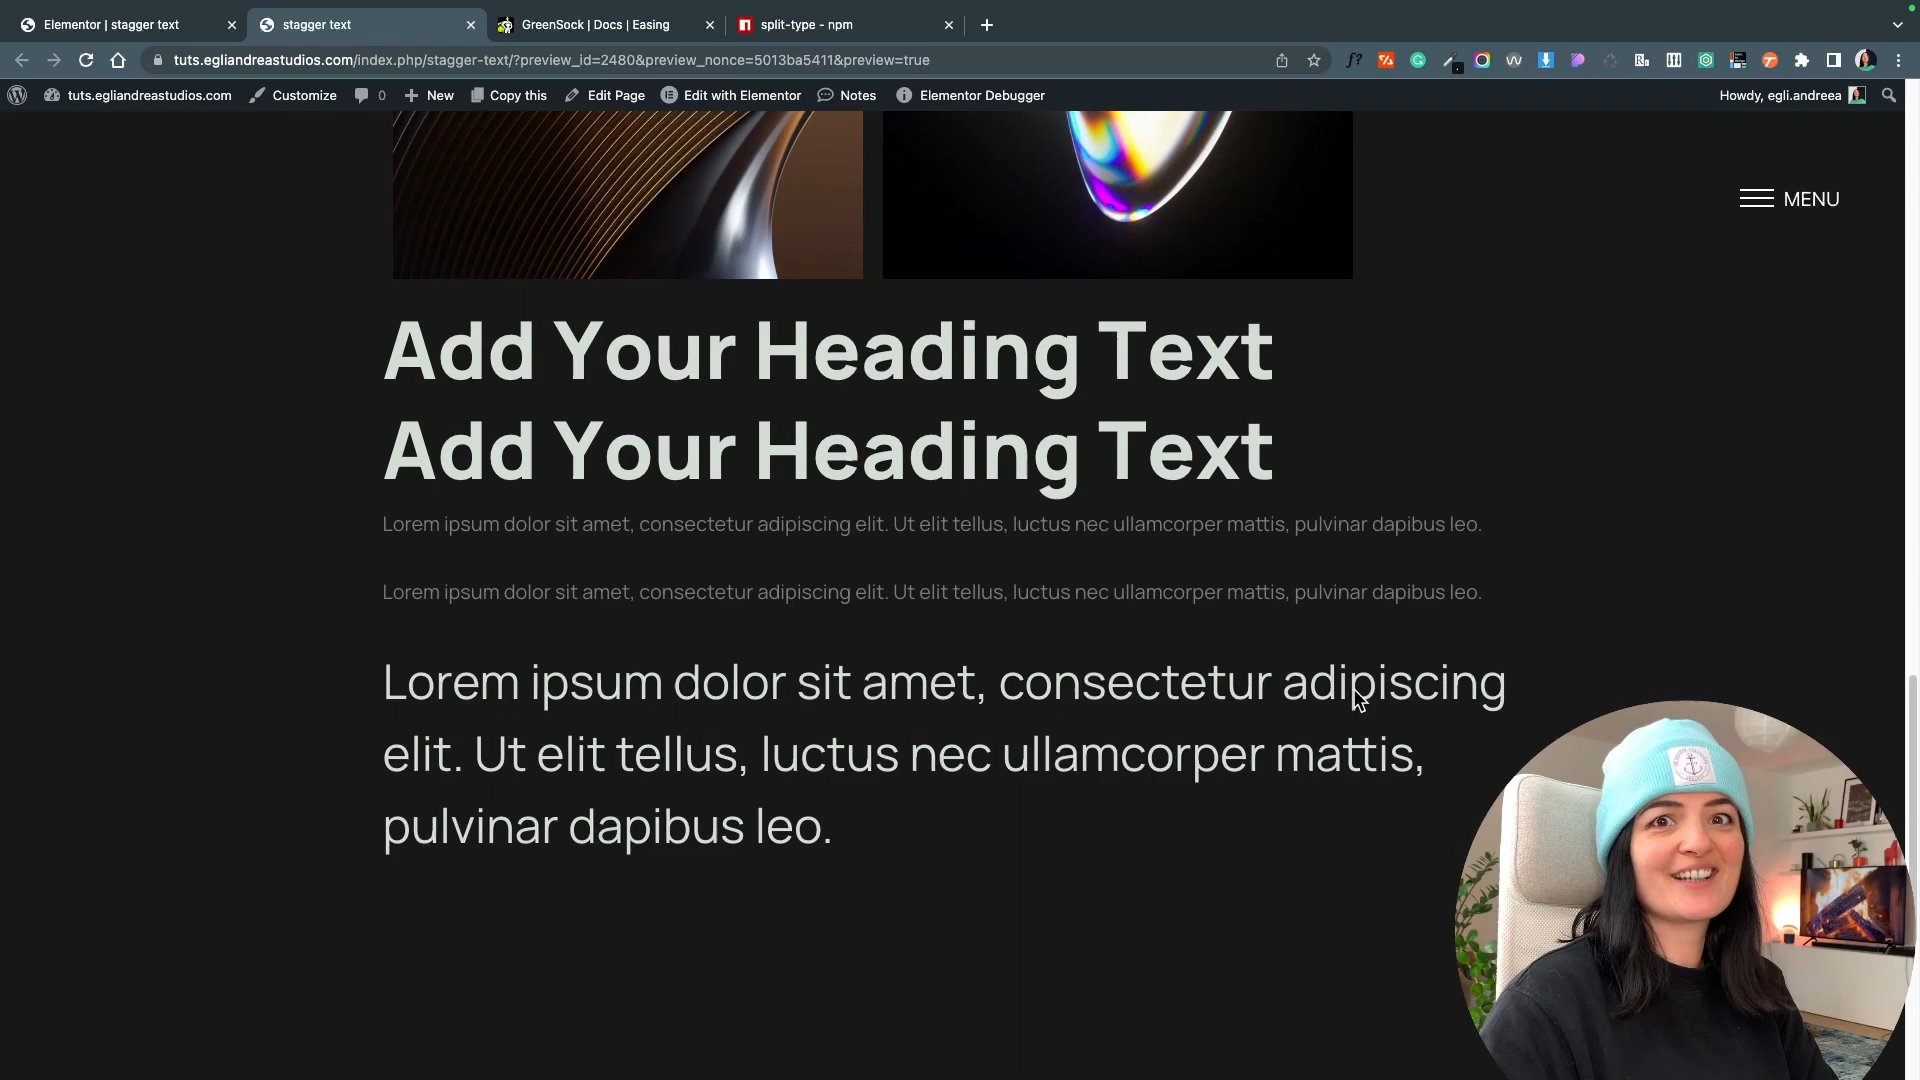 Elementor | stagger text
stagger text
GreenSock | Docs | Easing
split-type - npm
tuts.egliandreastudios.com/index.php/stagger-text/?preview_id=2480&preview_nonce=5013ba5411&preview=true
tuts.egliandreastudios.com
Customize
0
New
Copy this
Edit Page
Edit with Elementor
Notes
Elementor Debugger
Howdy, egli.andreea
MENU
Add Your Heading Text
Add Your Heading Text
Lorem ipsum dolor sit amet, consectetur adipiscing elit. Ut elit tellus, luctus nec ullamcorper mattis, pulvinar dapibus leo.
Lorem ipsum dolor sit amet, consectetur adipiscing elit. Ut elit tellus, luctus nec ullamcorper mattis, pulvinar dapibus leo.
Lorem ipsum dolor sit amet, consectetur adipiscing
elit. Ut elit tellus, luctus nec ullamcorper mattis,
pulvinar dapibus leo.